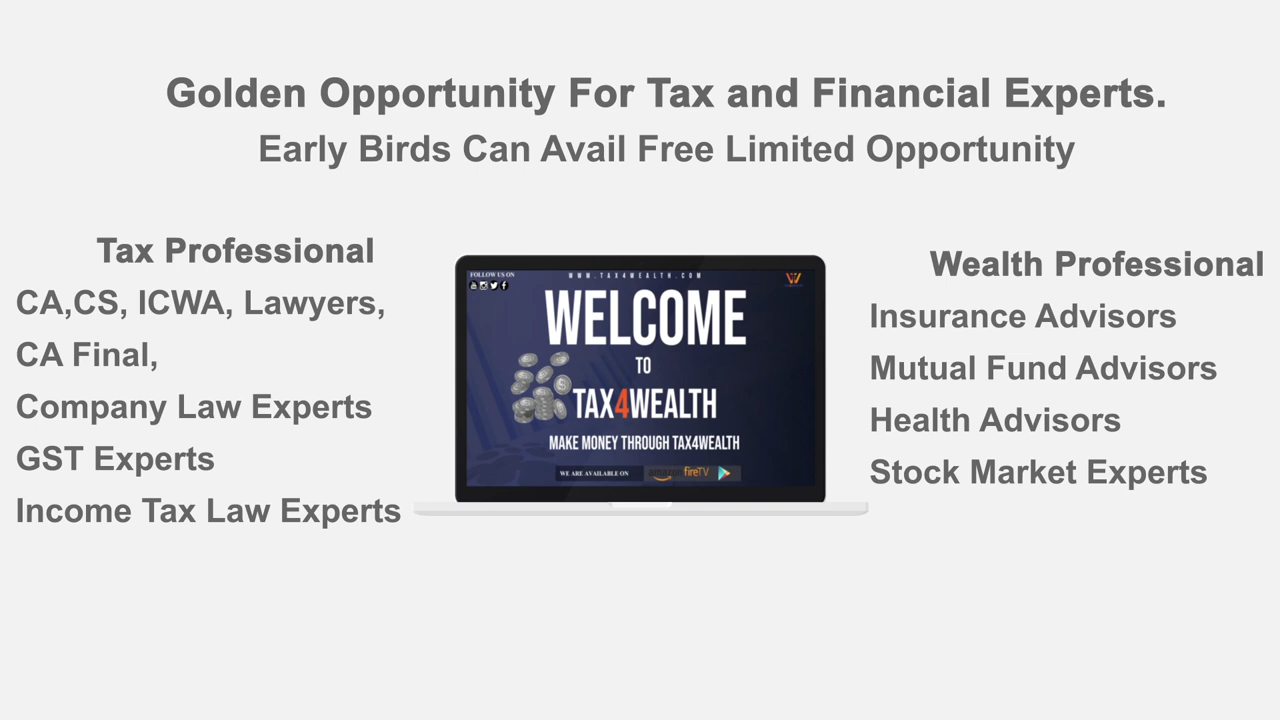 Golden Opportunity For Tax and Financial Experts.
Early Birds Can Avail Free Limited Opportunity
Tax Professional
CA,CS, ICWA, Lawyers,
CA Final,
Company Law Experts
GST Experts
Income Tax Law Experts
FOLLOW US ON
WWW.TAX4WEALTH.COM
WELCOME
TO
TAX4WEALTH
MAKE MONEY THROUGH TAX4WEALTH
WE ARE AVAILABLE ON amazon fireTV
Wealth Professional
Insurance Advisors
Mutual Fund Advisors
Health Advisors
Stock Market Experts